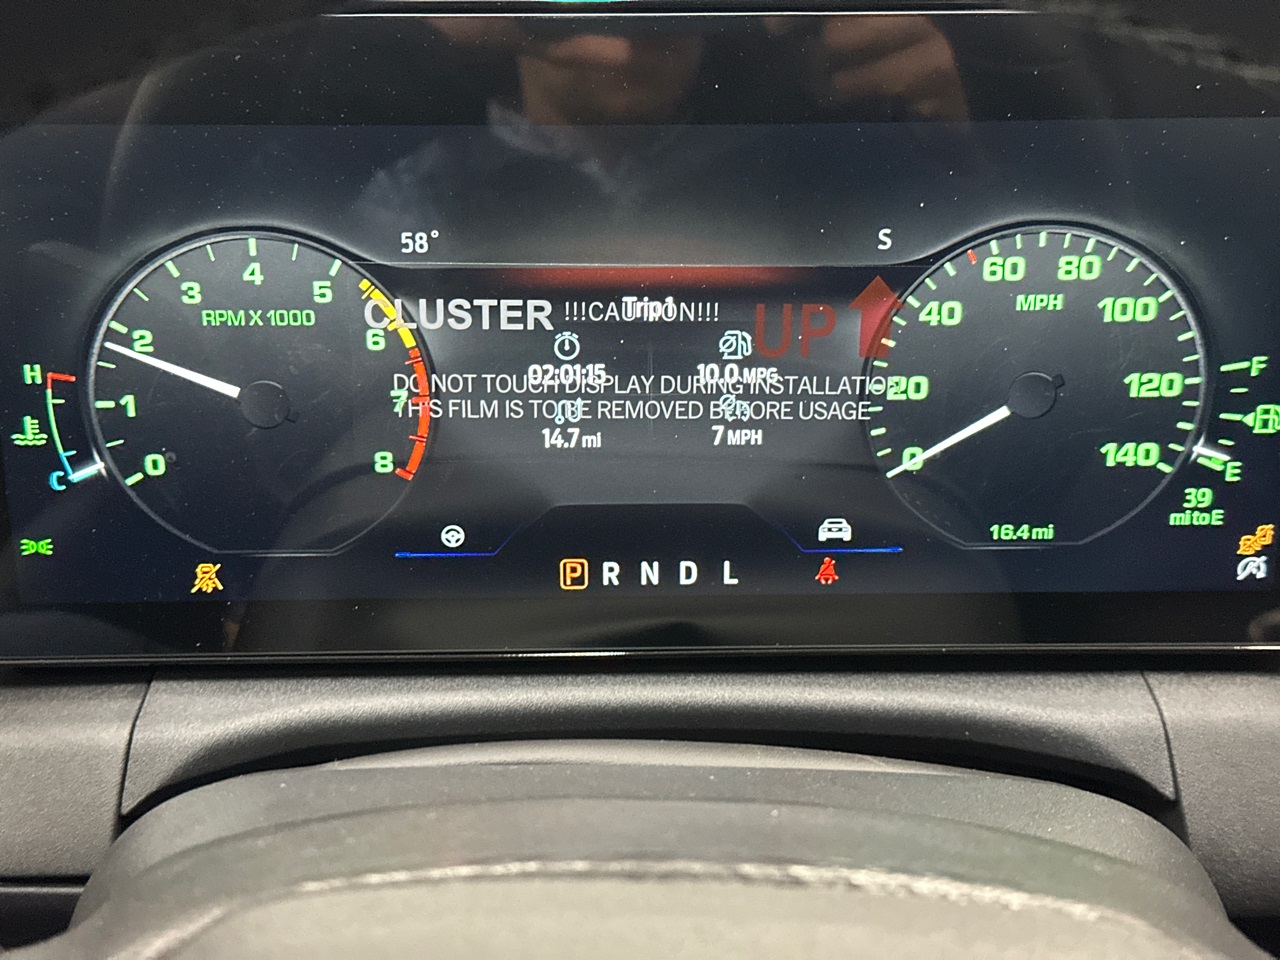 58° S
4
3 5
RPM X 1000
2 6
1 7
0 8
H
C
CLUSTER !!!CAUTION!!! UP
Trip 1
02:01:15 10.0 MPG
DO NOT TOUCH DISPLAY DURING INSTALLATION
THIS FILM IS TO BE REMOVED BEFORE USAGE
14.7 mi 7 MPH
60 80
MPH
40 100
20 120
0 140
F
E
39
mi to E
16.4 mi
P R N D L